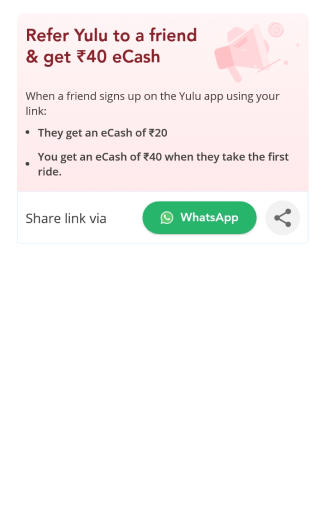 Refer Yulu to a friend
& get ₹40 eCash
When a friend signs up on the Yulu app using your
link:
• They get an eCash of ₹20
• You get an eCash of ₹40 when they take the first
ride.
Share link via
WhatsApp